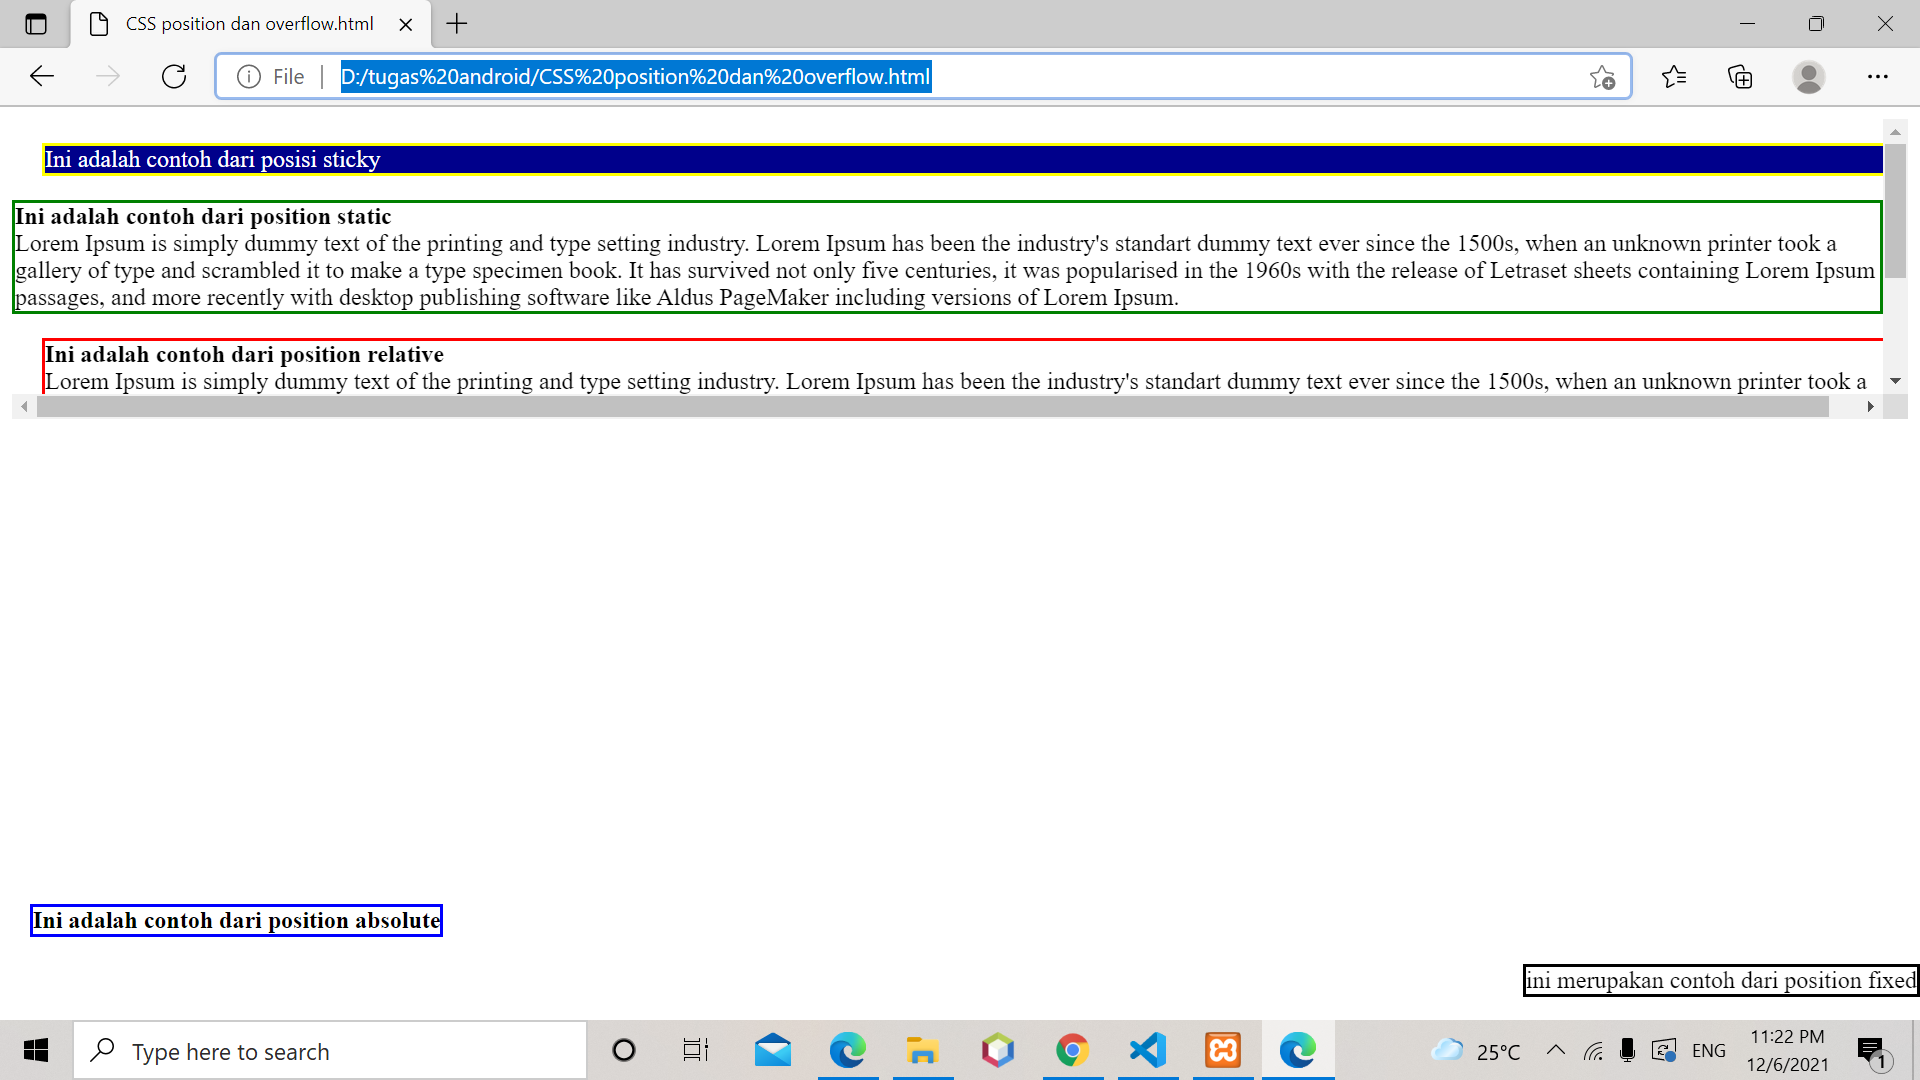 CSS position dan overflow.html
File
D:/tugas%20android/CSS%20position%20dan%20overflow.html
Ini adalah contoh dari posisi sticky
Ini adalah contoh dari position static
Lorem Ipsum is simply dummy text of the printing and type setting industry. Lorem Ipsum has been the industry's standart dummy text ever since the 1500s, when an unknown printer took a
gallery of type and scrambled it to make a type specimen book. It has survived not only five centuries, it was popularised in the 1960s with the release of Letraset sheets containing Lorem Ipsum
passages, and more recently with desktop publishing software like Aldus PageMaker including versions of Lorem Ipsum.
Ini adalah contoh dari position relative
Lorem Ipsum is simply dummy text of the printing and type setting industry. Lorem Ipsum has been the industry's standart dummy text ever since the 1500s, when an unknown printer took a
Ini adalah contoh dari position absolute
ini merupakan contoh dari position fixed
Type here to search
25°C
ENG
11:22 PM
12/6/2021
1